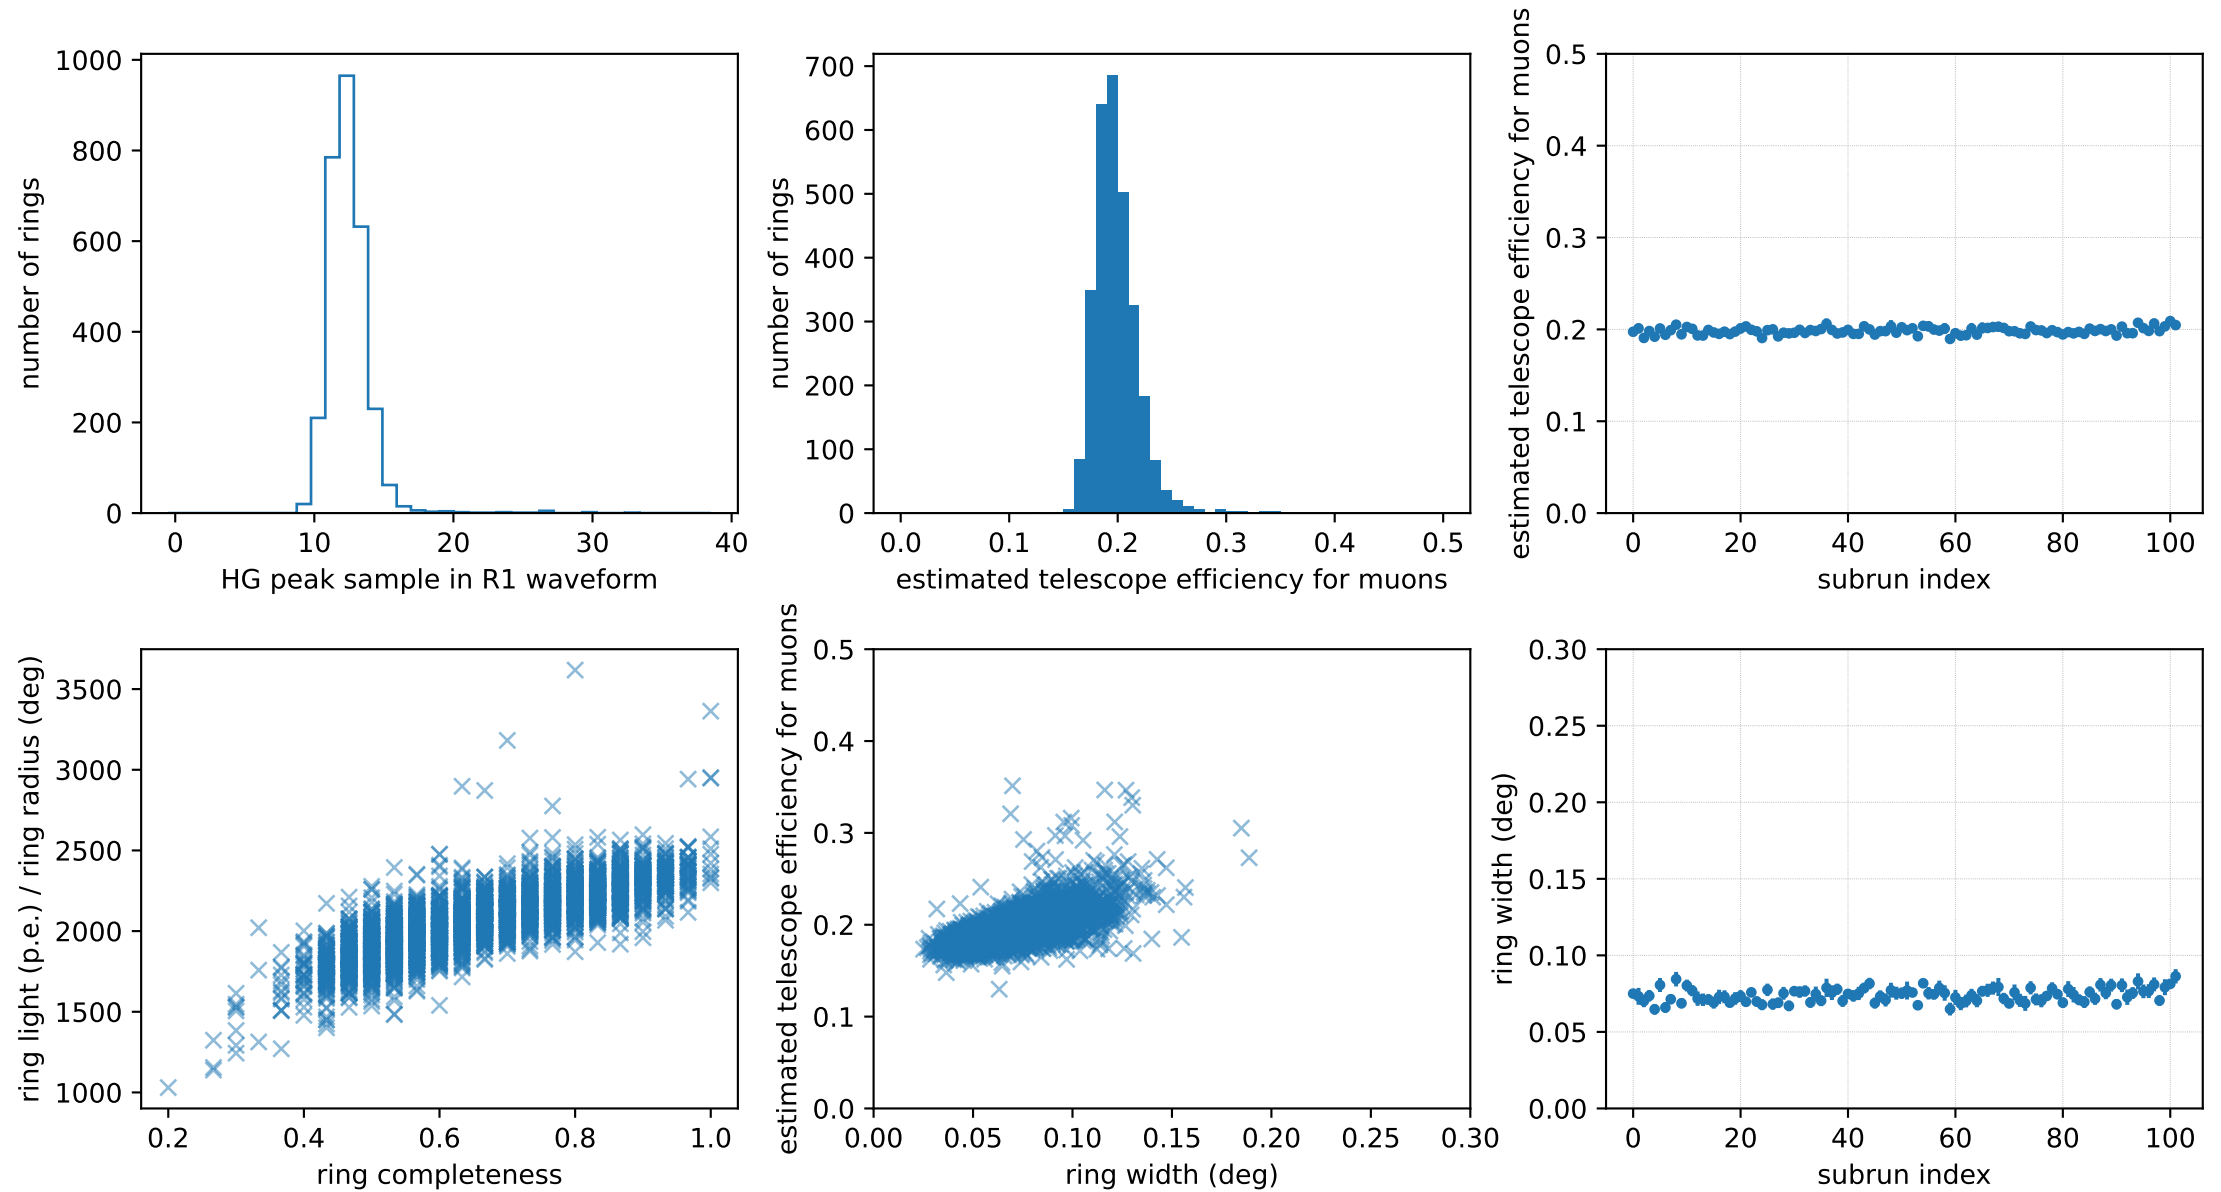 1000
800
600
400
200
0
number of rings
0 10 20 30 40
HG peak sample in R1 waveform
700
600
500
400
300
200
100
0
number of rings
0.0 0.1 0.2 0.3 0.4 0.5
estimated telescope efficiency for muons
0.5
0.4
0.3
0.2
0.1
0.0
estimated telescope efficiency for muons
0 20 40 60 80 100
subrun index
3500
3000
2500
2000
1500
1000
ring light (p.e.) / ring radius (deg)
0.2 0.4 0.6 0.8 1.0
ring completeness
0.5
0.4
0.3
0.2
0.1
0.0
estimated telescope efficiency for muons
0.00 0.05 0.10 0.15 0.20 0.25 0.30
ring width (deg)
0.30
0.25
0.20
0.15
0.10
0.05
0.00
ring width (deg)
0 20 40 60 80 100
subrun index